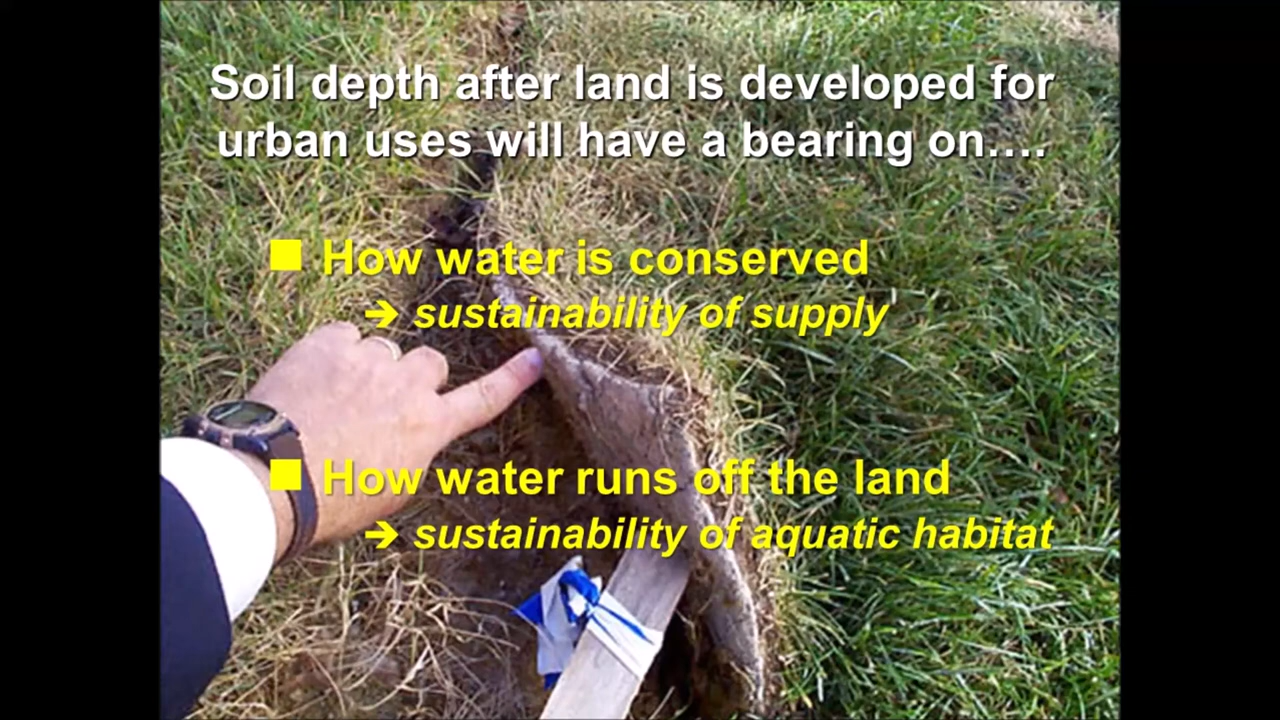 Soil depth after land is developed for
urban uses will have a bearing on….
■ How water is conserved
➔ sustainability of supply
■ How water runs off the land
➔ sustainability of aquatic habitat